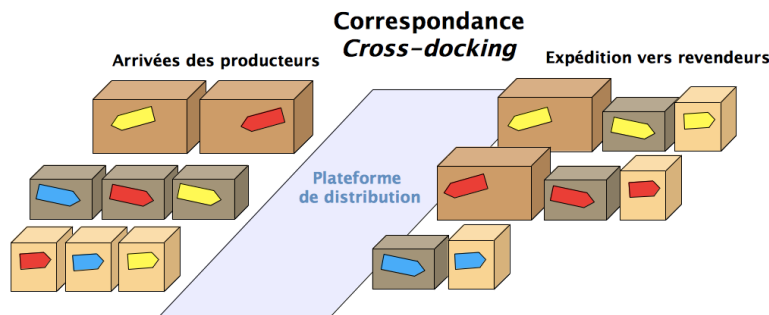 Correspondance
Cross-docking
Arrivées des producteurs
Expédition vers revendeurs
Plateforme
de distribution